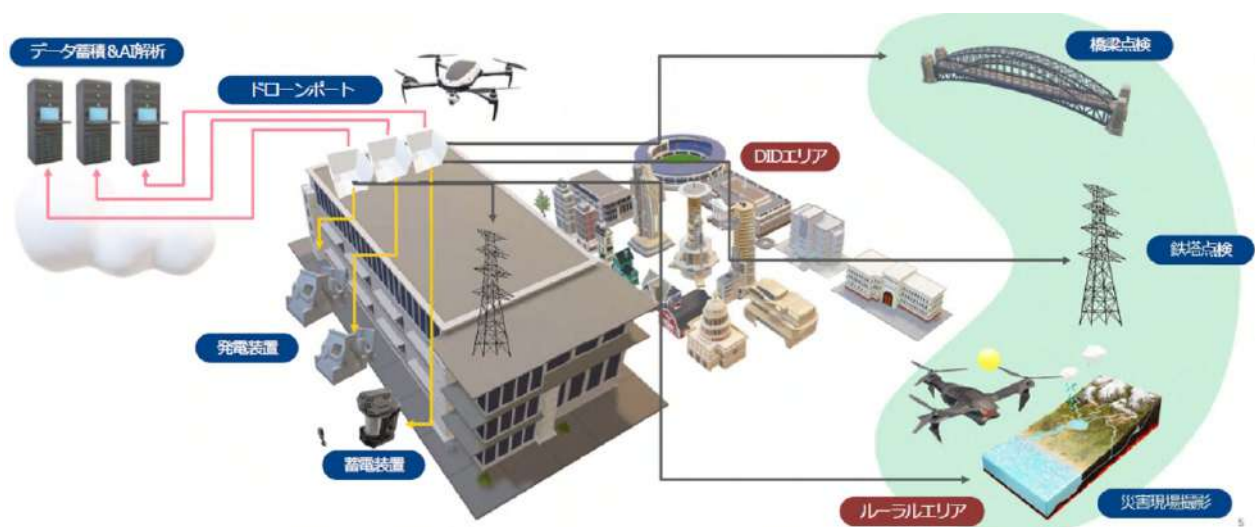 データ蓄積&AI解析
ドローンポート
橋梁点検
DIDエリア
鉄塔点検
発電装置
蓄電装置
ルーラルエリア
災害現場撮影
5